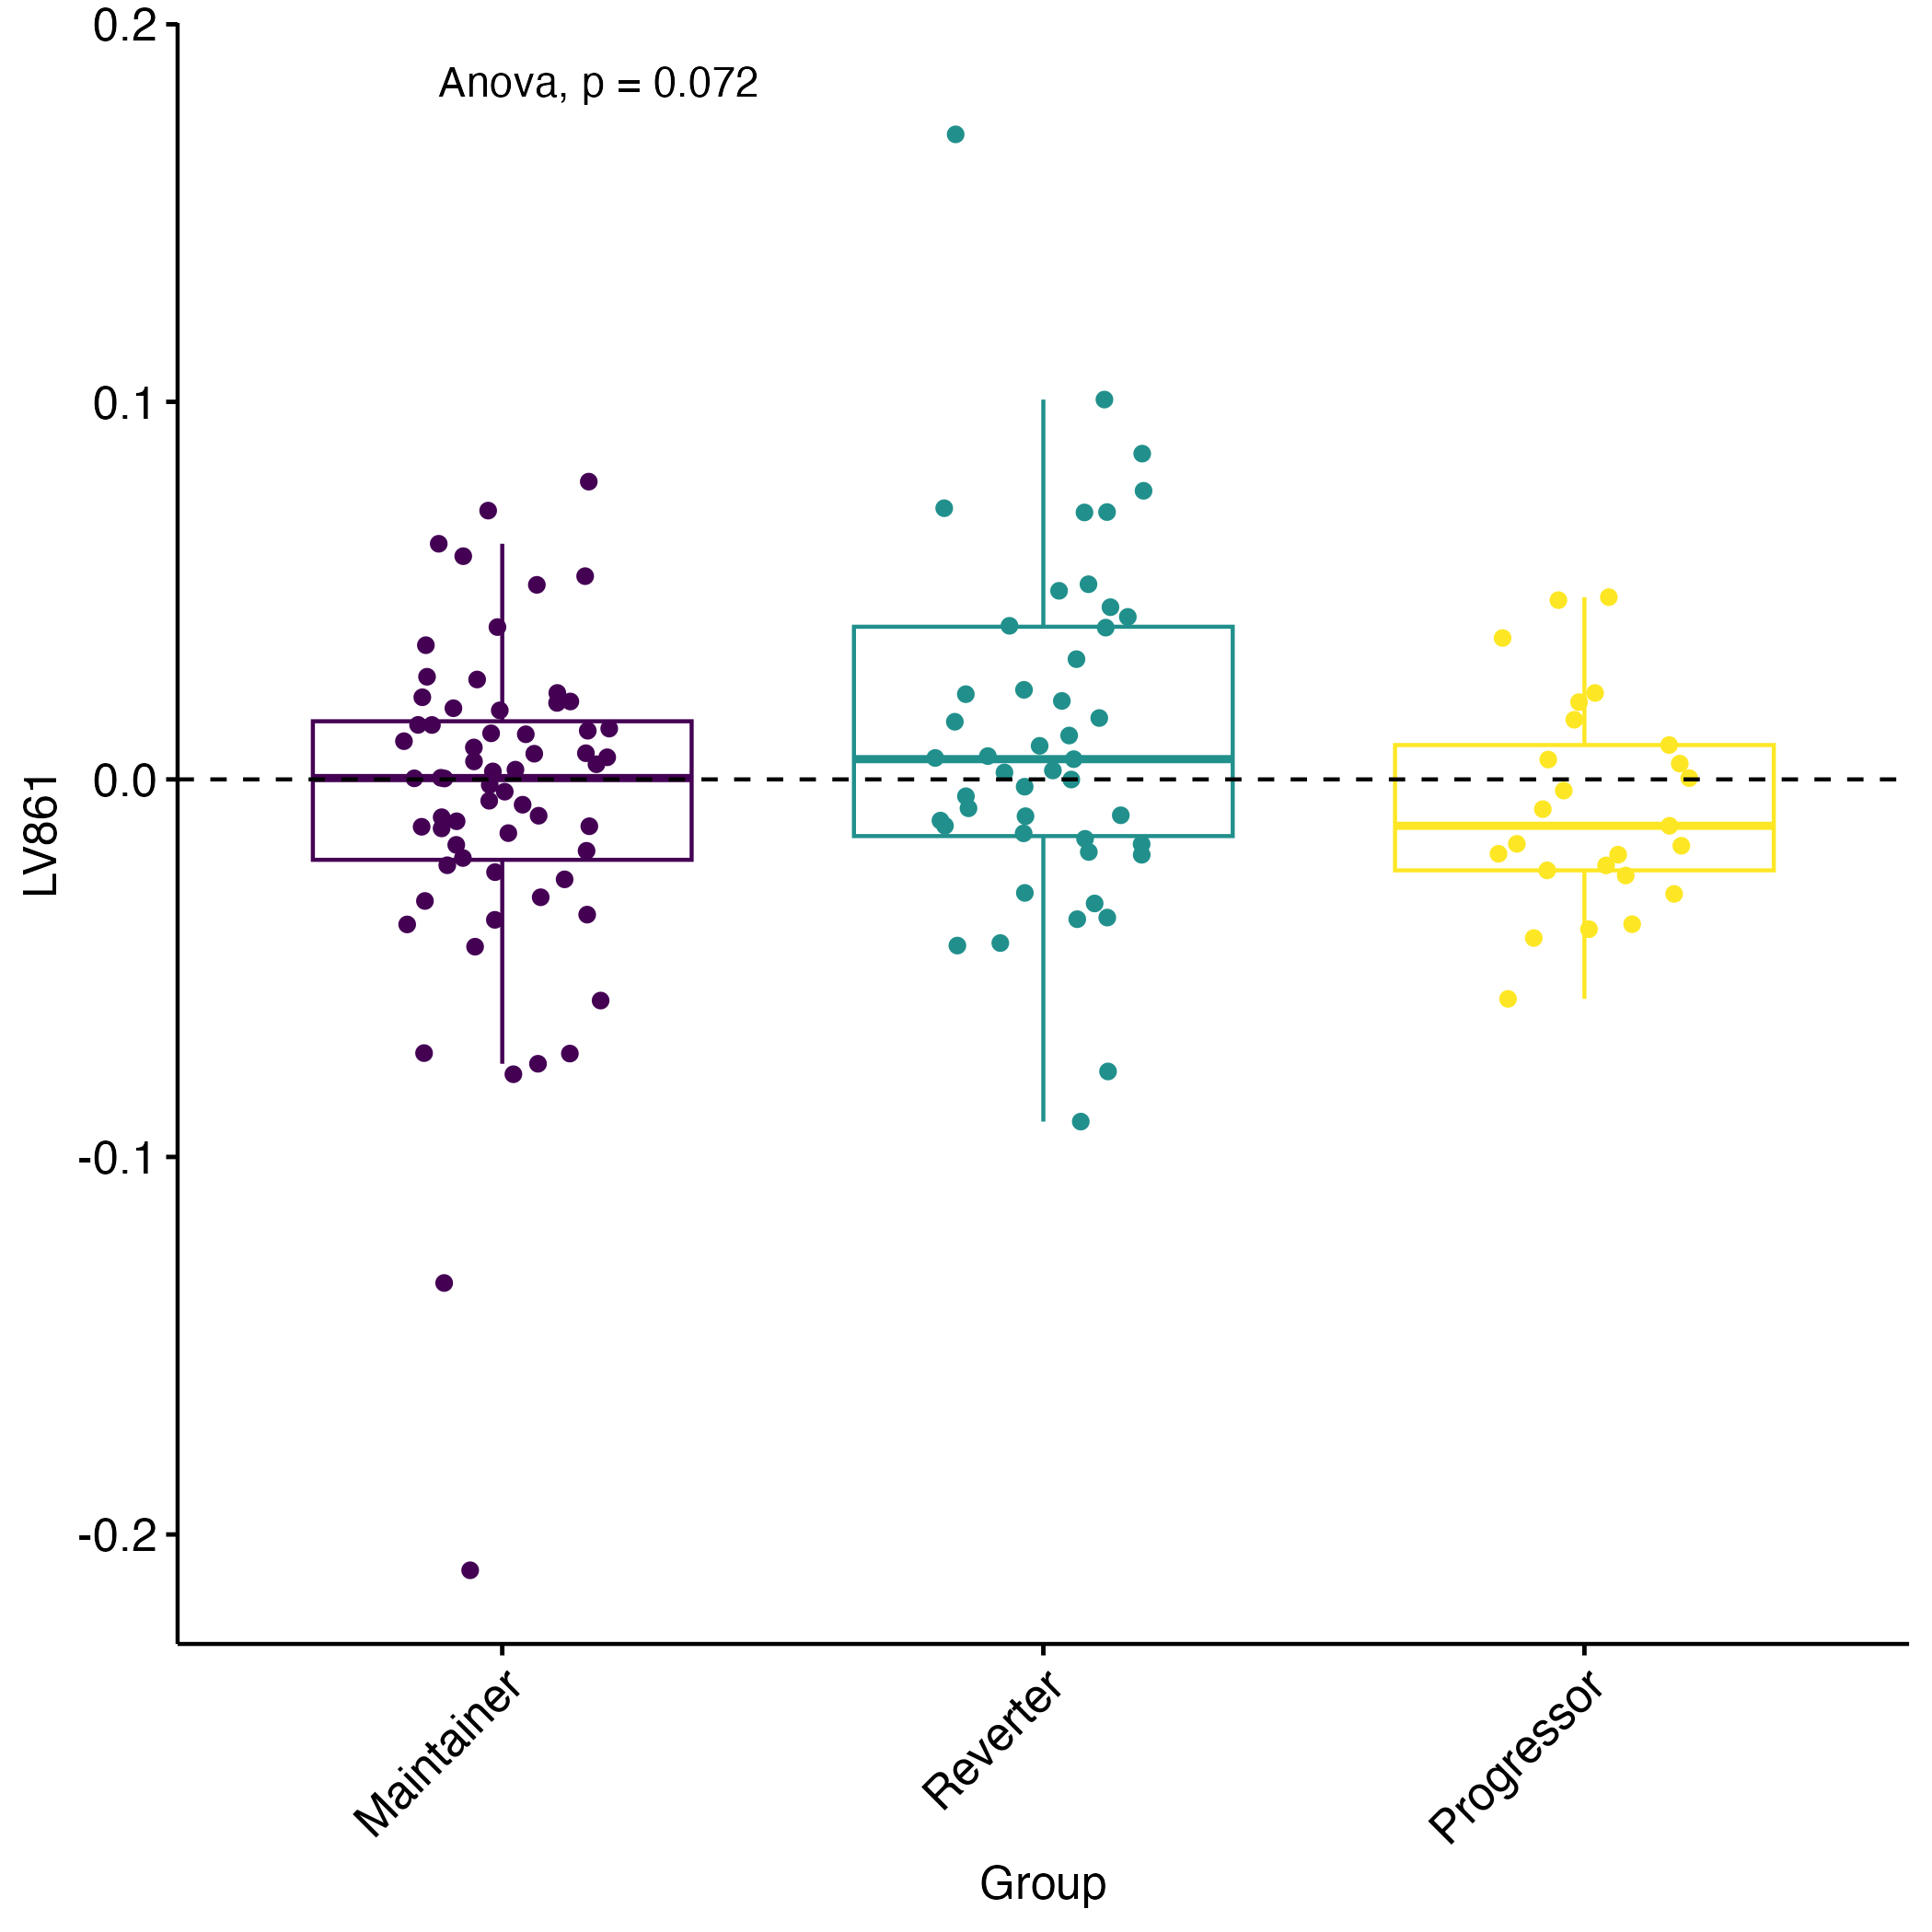 Anova, p = 0.072
0.2
0.1
0.0
-0.1
-0.2
LV861
Maintainer
Reverter
Progressor
Group